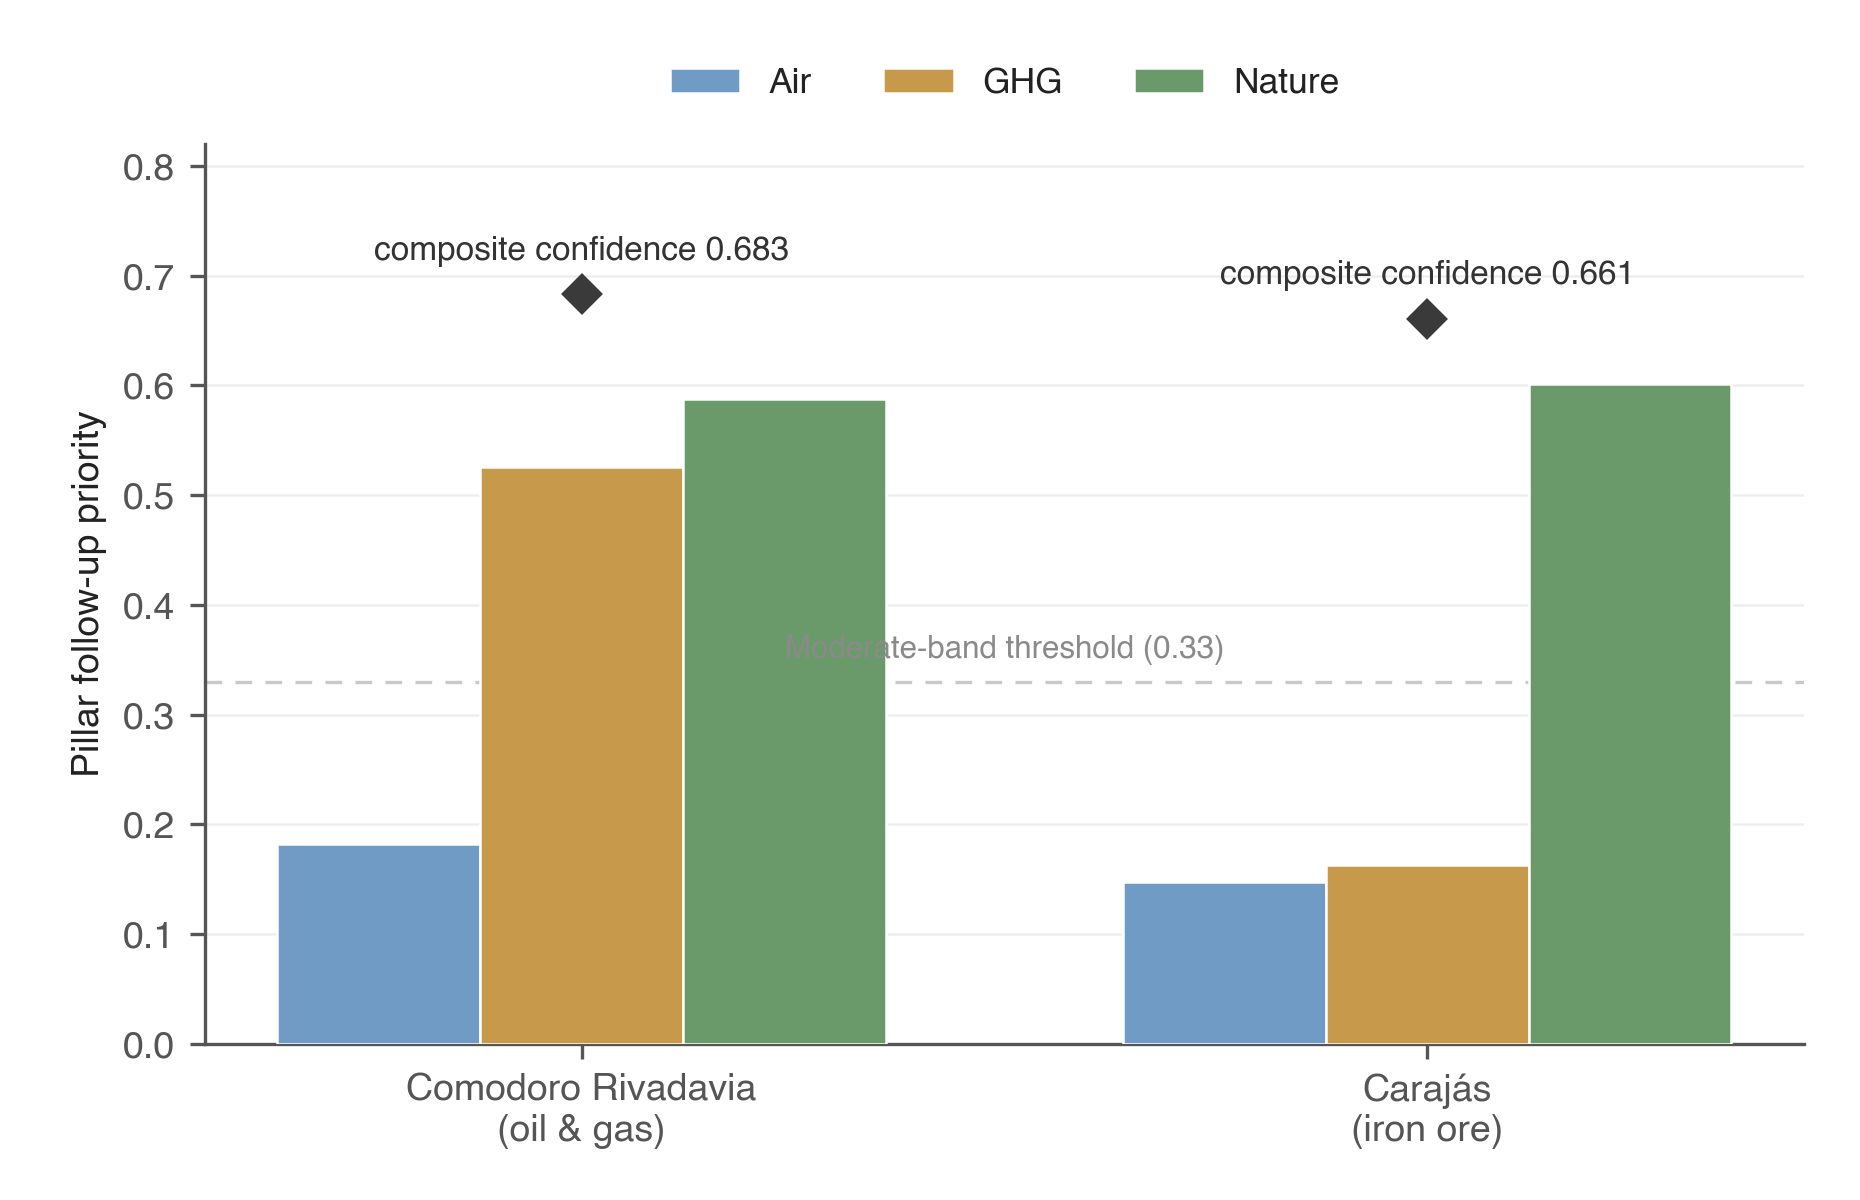 Air GHG Nature
Pillar follow-up priority
0.8
0.7
0.6
0.5
0.4
0.3
0.2
0.1
0.0
composite confidence 0.683
composite confidence 0.661
Moderate-band threshold (0.33)
Comodoro Rivadavia
(oil & gas)
Carajás
(iron ore)